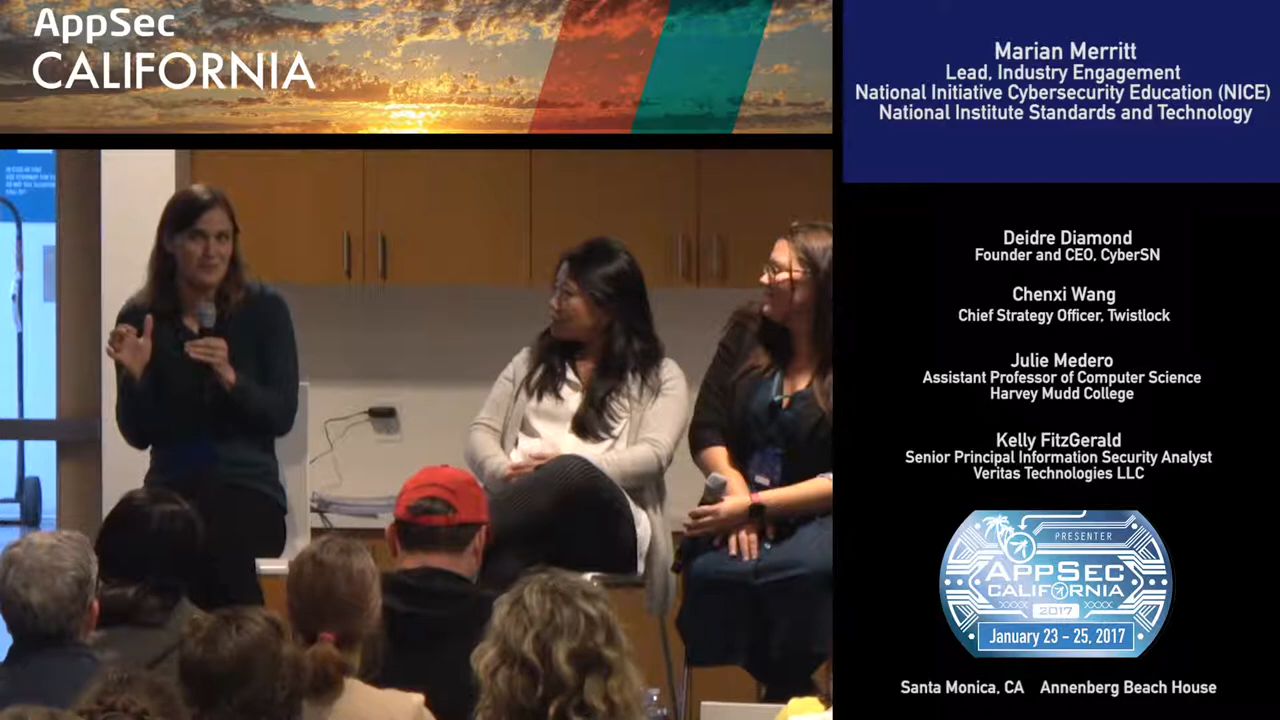 AppSec
CALIFORNIA
Marian Merritt
Lead, Industry Engagement
National Initiative Cybersecurity Education (NICE)
National Institute Standards and Technology
Deidre Diamond
Founder and CEO, CyberSN
Chenxi Wang
Chief Strategy Officer, Twistlock
Julie Medero
Assistant Professor of Computer Science
Harvey Mudd College
Kelly FitzGerald
Senior Principal Information Security Analyst
Veritas Technologies LLC
PRESENTER
APPSEC
CALIFORNIA
XXXX 2017 XXXX
January 23 - 25, 2017
Santa Monica, CA Annenberg Beach House